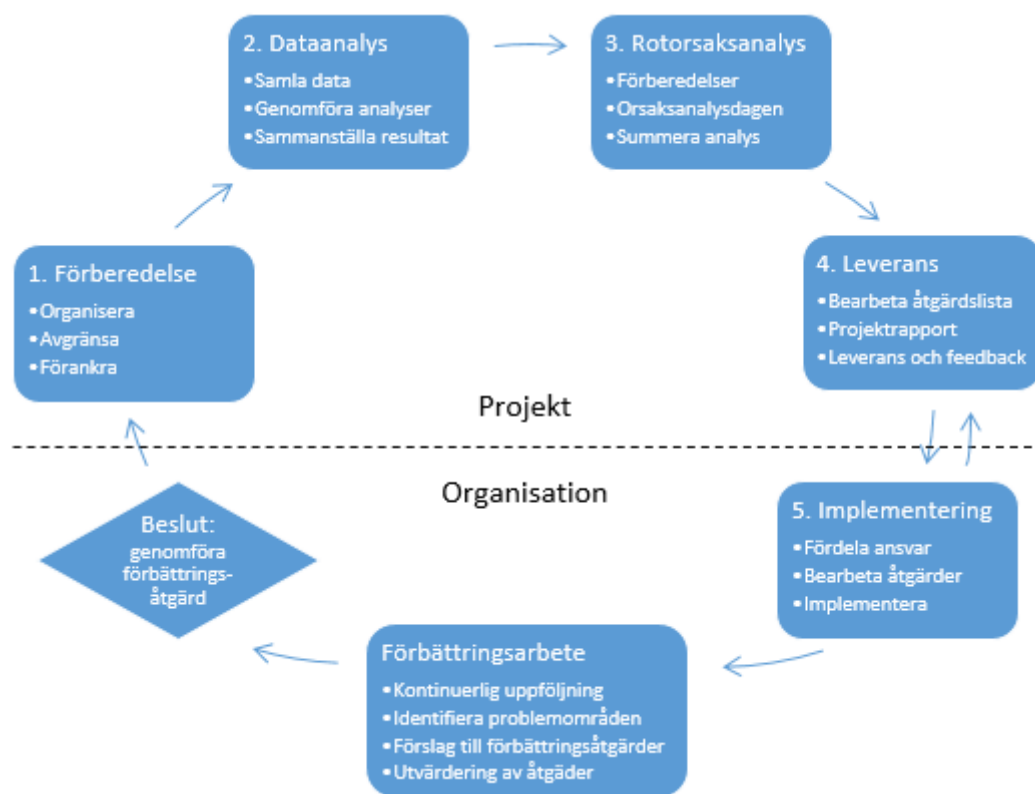 2. Dataanalys
•Samla data
•Genomföra analyser
•Sammanställa resultat
3. Rotorsaksanalys
•Förberedelser
•Orsaksanalysdagen
•Summera analys
1. Förberedelse
•Organisera
•Avgränsa
•Förankra
4. Leverans
•Bearbeta åtgärdslista
•Projektrapport
•Leverans och feedback
Projekt
Organisation
Beslut:
genomföra
förbättrings-
åtgärd
5. Implementering
•Fördela ansvar
•Bearbeta åtgärder
•Implementera
Förbättringsarbete
•Kontinuerlig uppföljning
•Identifiera problemområden
•Förslag till förbättringsåtgärder
•Utvärdering av åtgäder